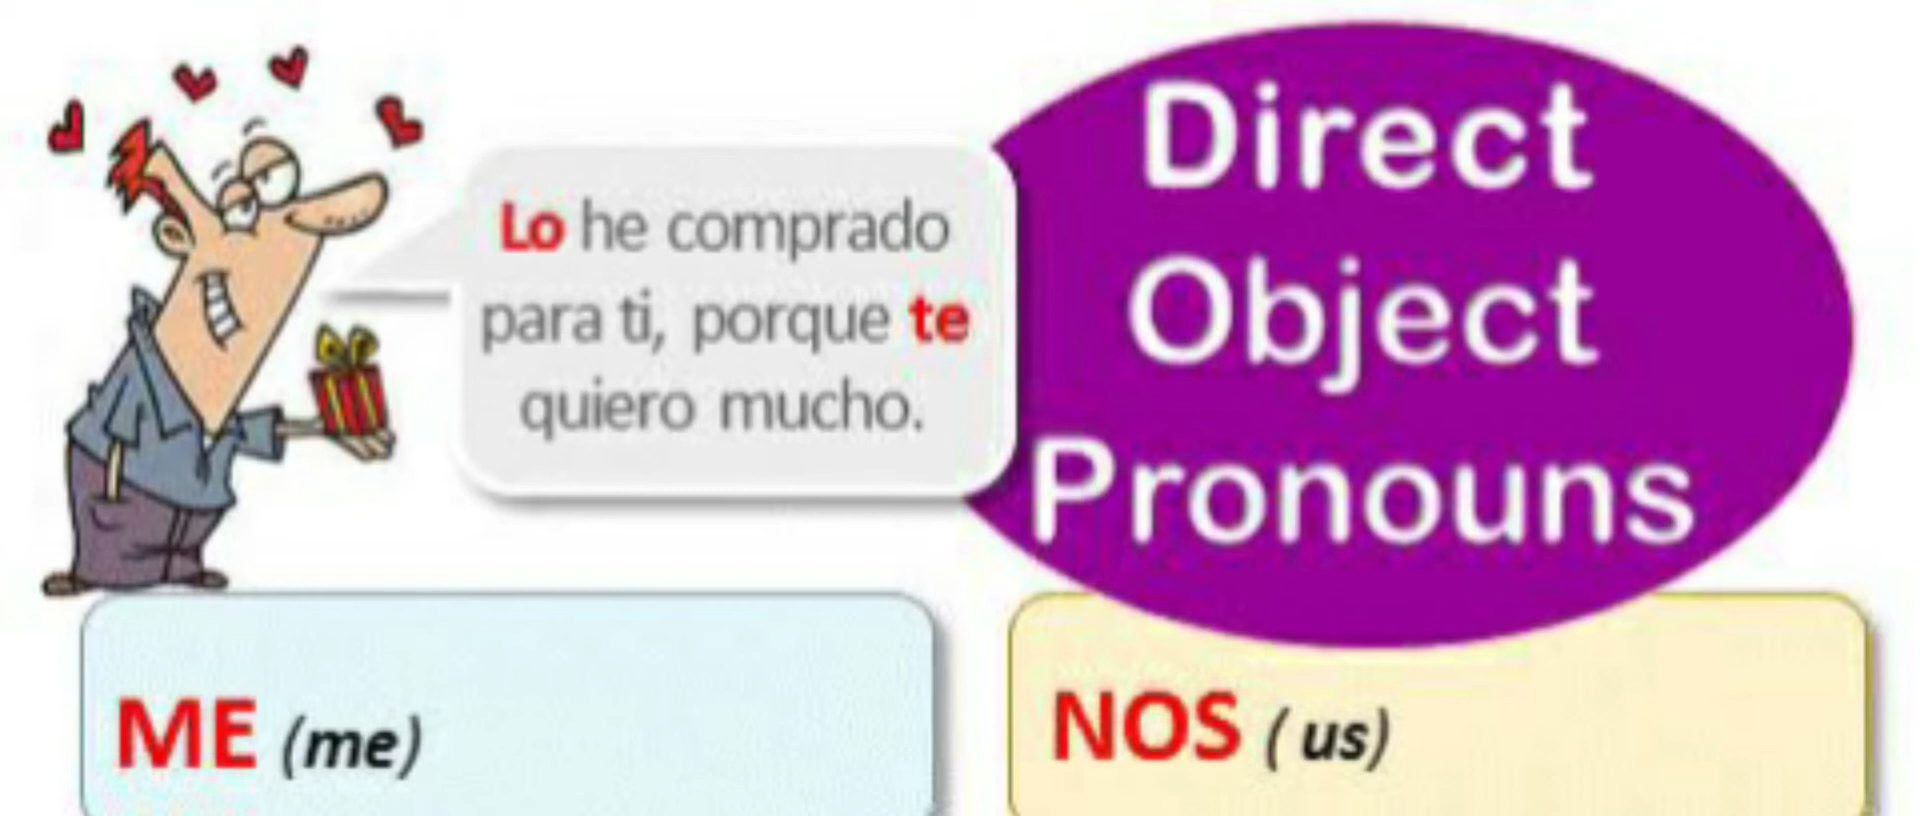 Lo he comprado
para ti, porque te
quiero mucho.
Direct
Object
Pronouns
ME (me)
NOS ( us)